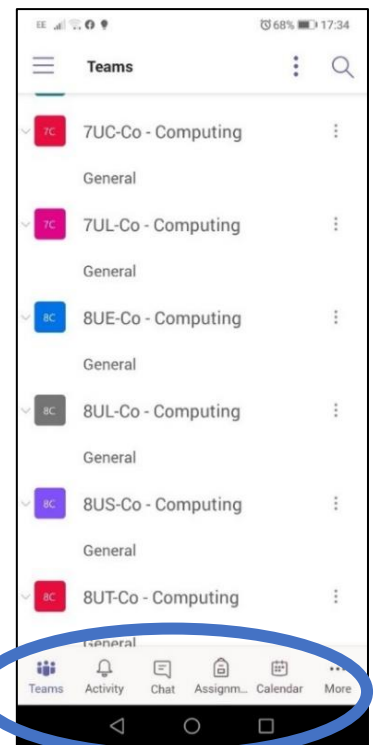 EE 68% 17:34
Teams
7C 7UC-Co - Computing
General
7C 7UL-Co - Computing
General
8C 8UE-Co - Computing
General
8C 8UL-Co - Computing
General
8C 8US-Co - Computing
General
8C 8UT-Co - Computing
General
Teams Activity Chat Assignm... Calendar More